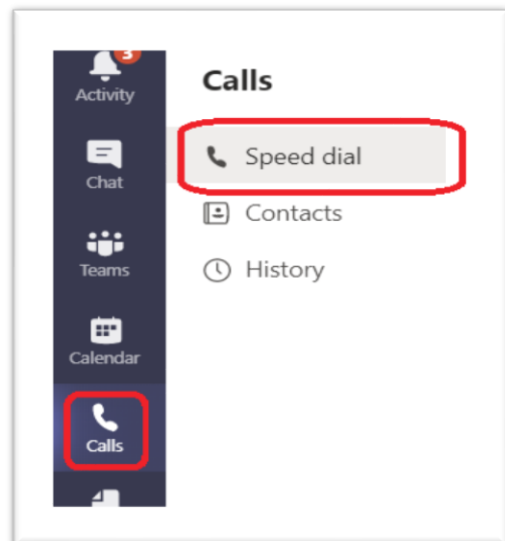 3
Activity
Chat
Teams
Calendar
Calls
Calls
Speed dial
Contacts
History